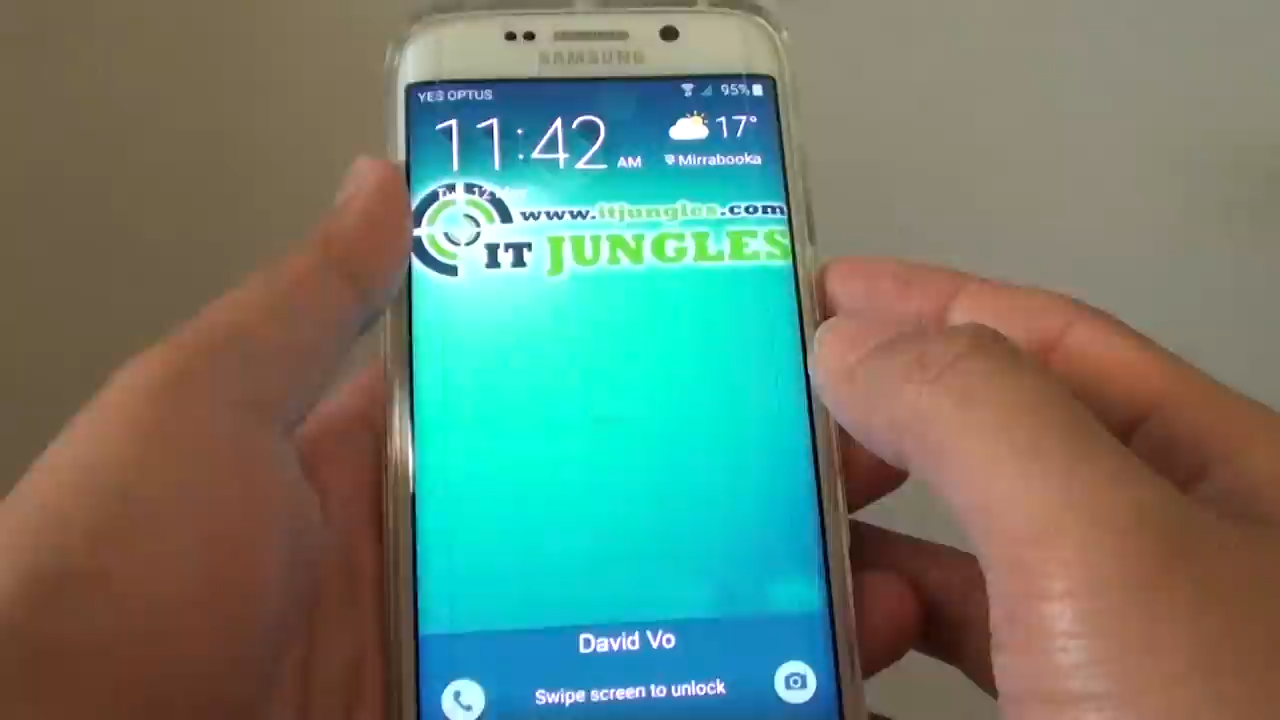 SAMSUNG
YES OPTUS
95%
11:42 AM
17°
Mirrabooka
www.itjungles.com
IT JUNGLES
David Vo
Swipe screen to unlock